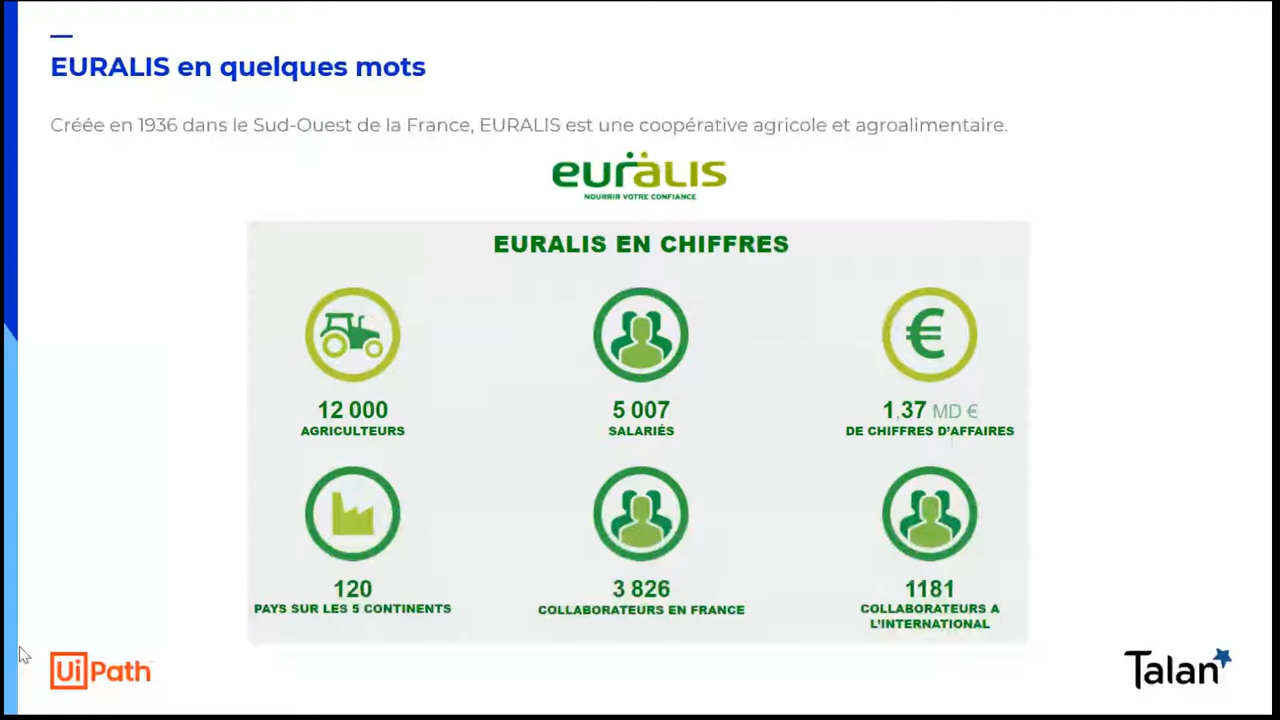 EURALIS en quelques mots
Créée en 1936 dans le Sud-Ouest de la France, EURALIS est une coopérative agricole et agroalimentaire.
euralis
NOURRIR VOTRE CONFIANCE
EURALIS EN CHIFFRES
12 000
AGRICULTEURS
5 007
SALARIÉS
1,37 MD €
DE CHIFFRES D'AFFAIRES
120
PAYS SUR LES 5 CONTINENTS
3 826
COLLABORATEURS EN FRANCE
1181
COLLABORATEURS A
L'INTERNATIONAL
Ui Path
Talan